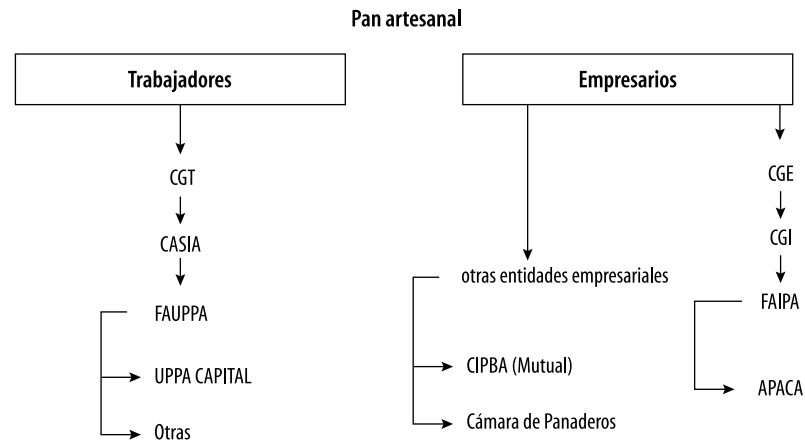 Pan artesanal
Trabajadores
CGT
CASIA
FAUPPA
UPPA CAPITAL
Otras
Empresarios
otras entidades empresariales
CIPBA (Mutual)
Cámara de Panaderos
CGE
CGI
FAIPA
APACA